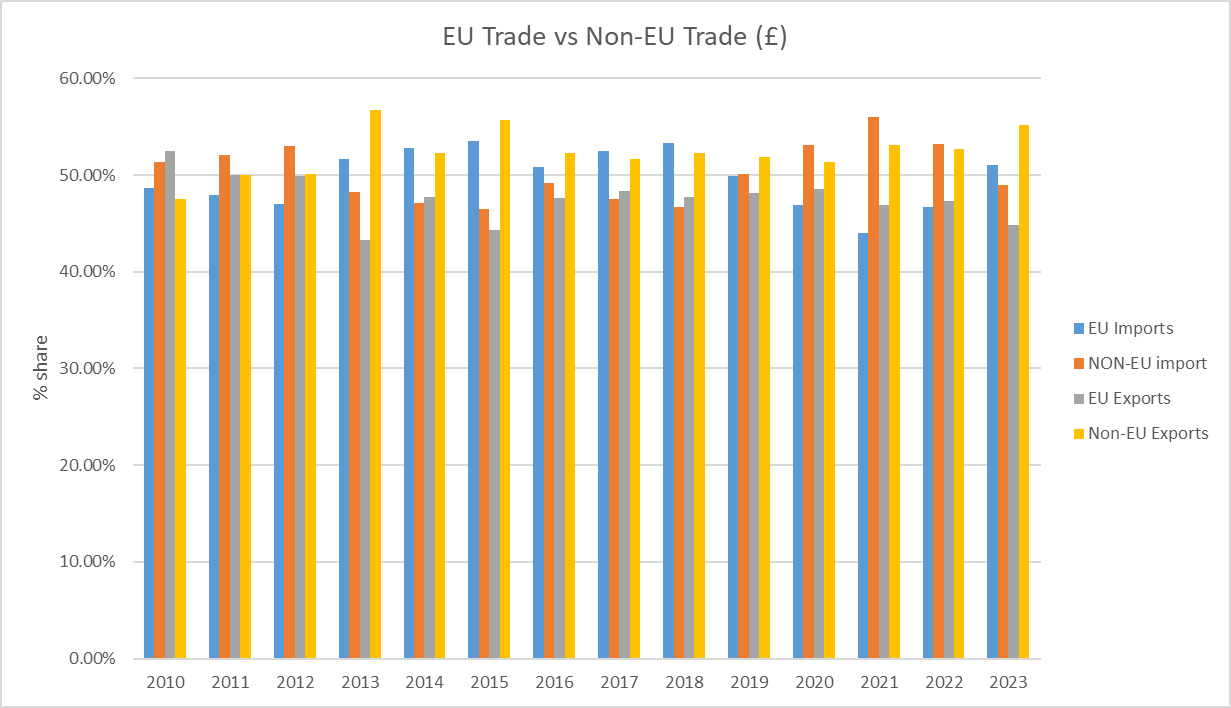 EU Trade vs Non-EU Trade (£)
60.00%
50.00%
40.00%
30.00%
20.00%
10.00%
0.00%
% share
2010 2011 2012 2013 2014 2015 2016 2017 2018 2019 2020 2021 2022 2023
EU Imports
NON-EU import
EU Exports
Non-EU Exports